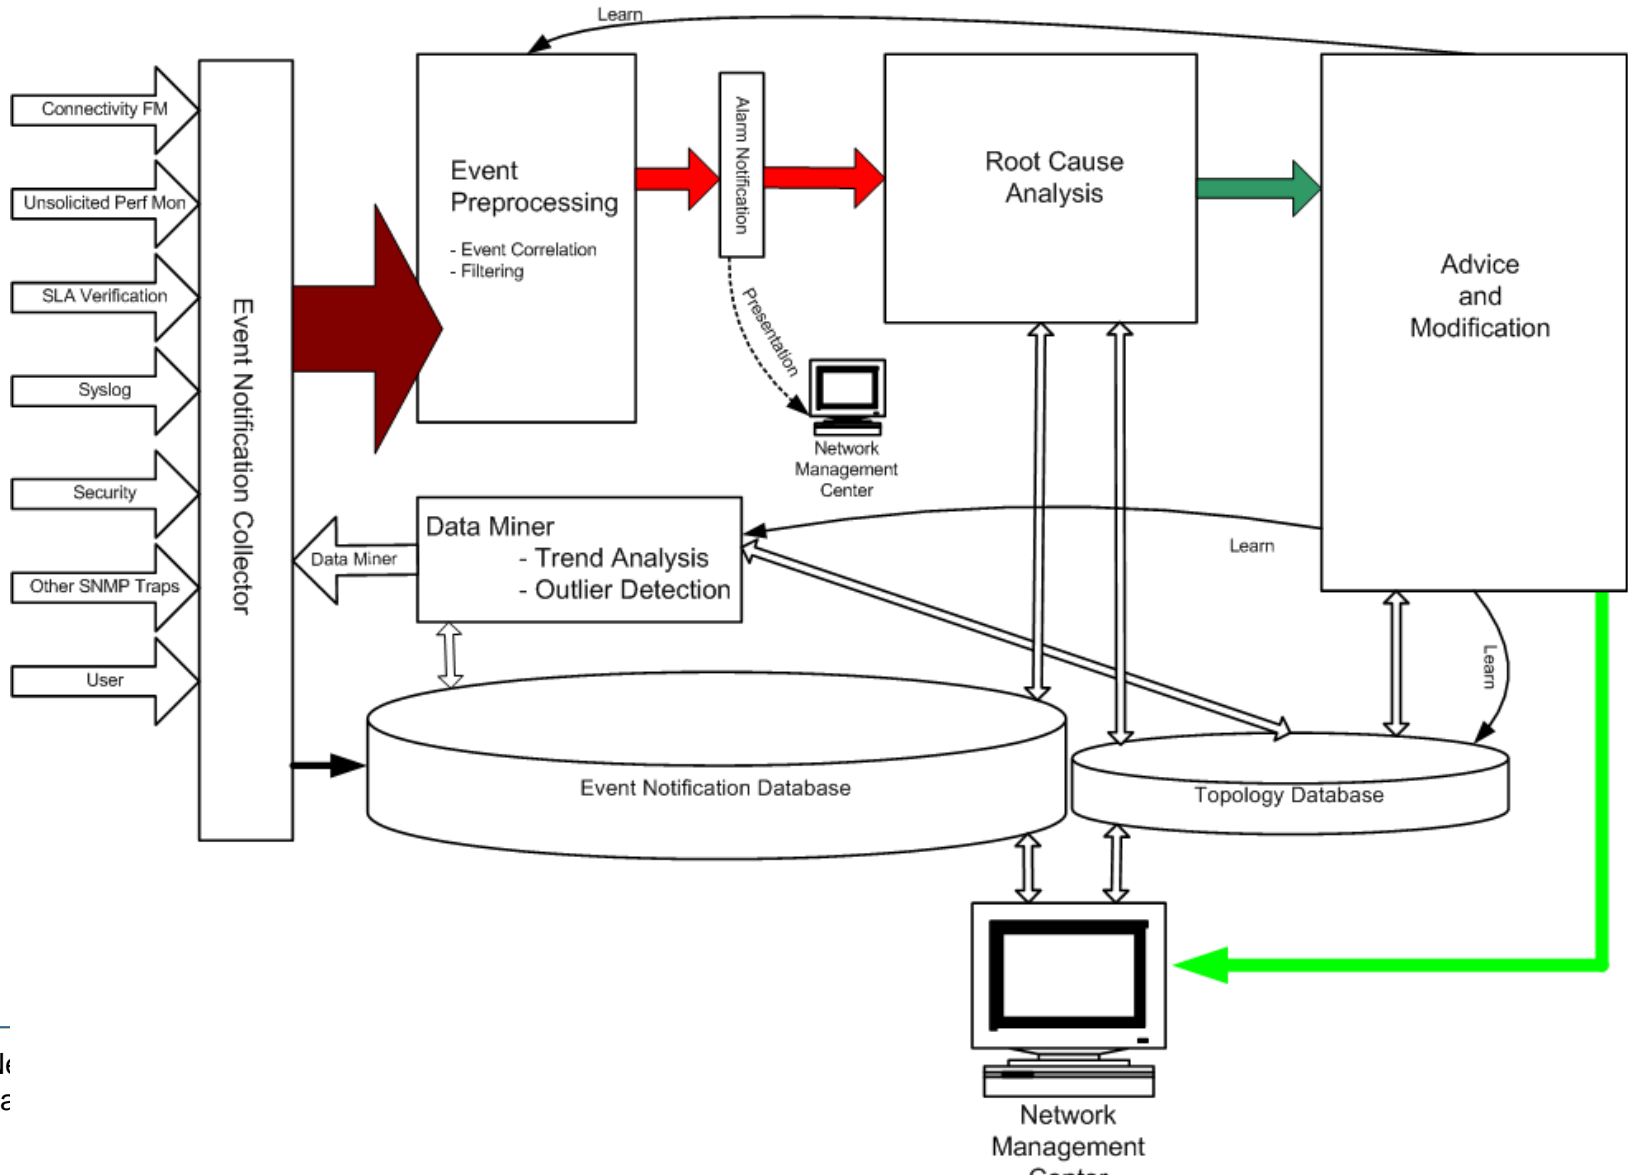 Learn
Connectivity FM
Unsolicited Perf Mon
SLA Verification
Syslog
Security
Other SNMP Traps
User
Event Notification Collector
Event
Preprocessing
- Event Correlation
- Filtering
Alarm Notification
Presentation
Network
Management
Center
Root Cause
Analysis
Advice
and
Modification
Learn
Data Miner
Data Miner
- Trend Analysis
- Outlier Detection
Learn
Event Notification Database
Topology Database
Network
Management